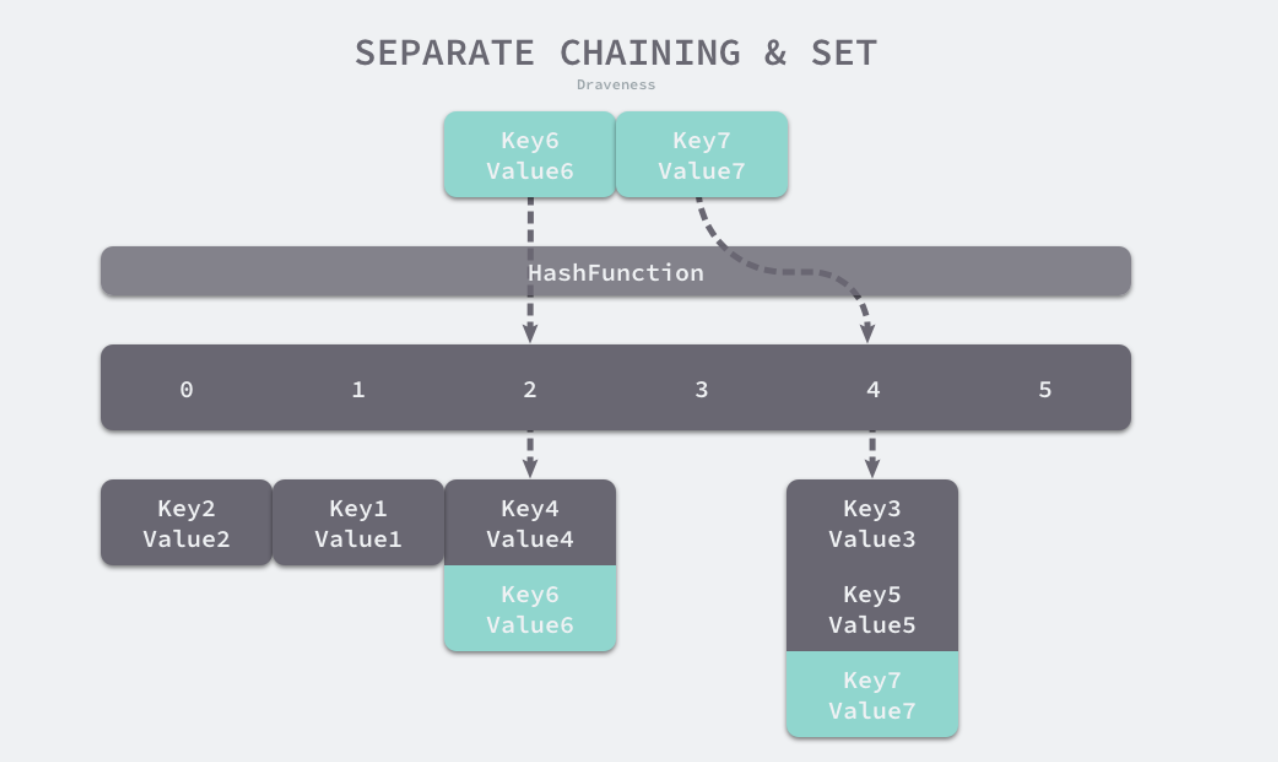 SEPARATE CHAINING & SET
Draveness
Key6 Key7
Value6 Value7
HashFunction
0 1 2 3 4 5
Key2 Key1 Key4 Key3
Value2 Value1 Value4 Value3
Key6 Key5
Value6 Value5
Key7
Value7